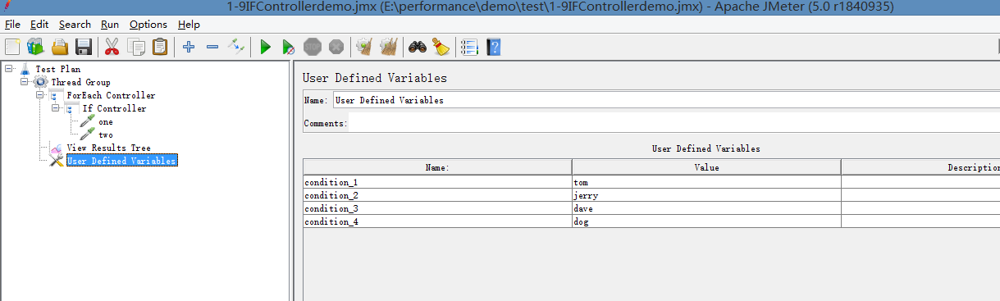 1-9IFControllerdemo.jmx (E:\performance\demo\test\1-9IFControllerdemo.jmx) - Apache JMeter (5.0 r1840935)
File Edit Search Run Options Help
STOP
Test Plan
Thread Group
ForEach Controller
If Controller
one
two
View Results Tree
User Defined Variables
User Defined Variables
Name: User Defined Variables
Comments:
User Defined Variables
Name: Value Description
condition_1 tom
condition_2 jerry
condition_3 dave
condition_4 dog